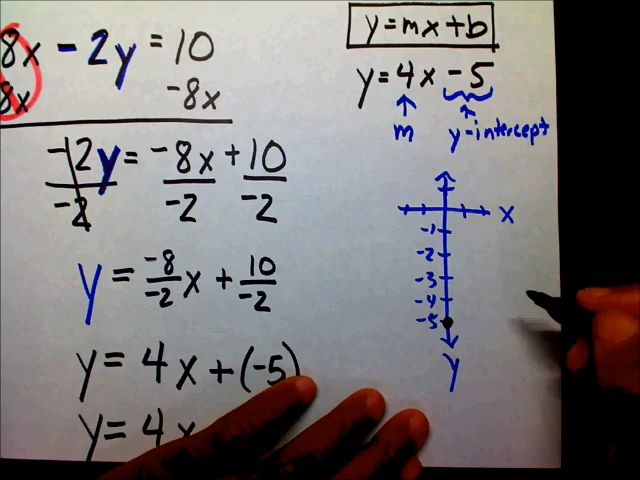 8x - 2y = 10
8x -8x
-2y = -8x + 10
-2 -2 -2
y = -8/-2 x + 10/-2
y = 4x + (-5)
y = 4x
y = mx + b
y = 4x - 5
m y-intercept
x
-1
-2
-3
-4
-5
y